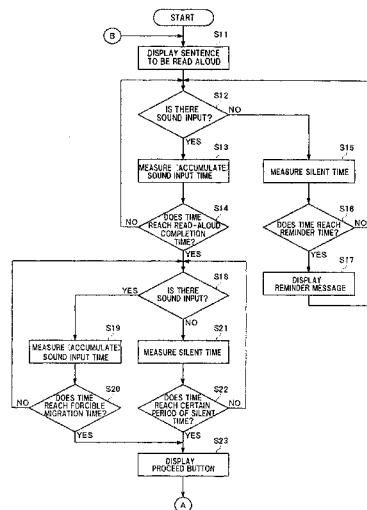 START
B
S11
DISPLAY SENTENCE
TO BE READ ALOUD
S12
IS THERE
SOUND INPUT?
NO
YES
S13
MEASURE (ACCUMULATE)
SOUND INPUT TIME
S15
MEASURE SILENT TIME
S14
DOES TIME
REACH READ-ALOUD
COMPLETION
TIME?
NO
YES
S16
DOES TIME REACH
REMINDER TIME?
NO
YES
S17
DISPLAY
REMINDER MESSAGE
S18
IS THERE
SOUND INPUT?
YES
NO
S19
MEASURE (ACCUMULATE)
SOUND INPUT TIME
S21
MEASURE SILENT TIME
S20
DOES TIME
REACH FORCIBLE
MIGRATION TIME?
NO
YES
S22
DOES TIME
REACH CERTAIN
PERIOD OF SILENT
TIME?
NO
YES
S23
DISPLAY
PROCEED BUTTON
A